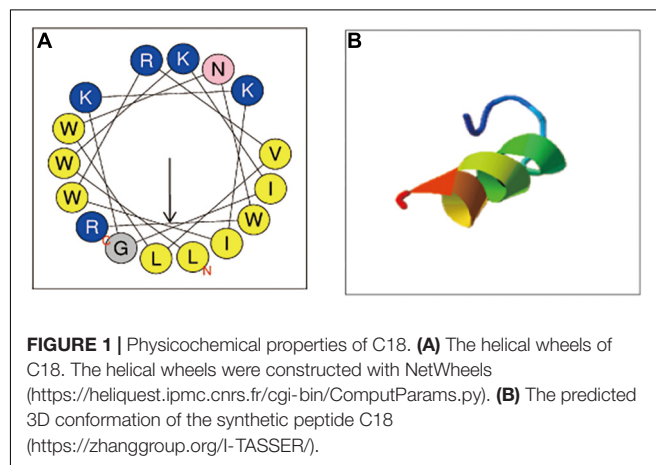 A
B
R
K
N
K
K
W
W
W
R
C
G
L
L
N
I
W
I
V
FIGURE 1 | Physicochemical properties of C18. (A) The helical wheels of
C18. The helical wheels were constructed with NetWheels
(https://heliquest.ipmc.cnrs.fr/cgi-bin/ComputParams.py). (B) The predicted
3D conformation of the synthetic peptide C18
(https://zhanggroup.org/I-TASSER/).